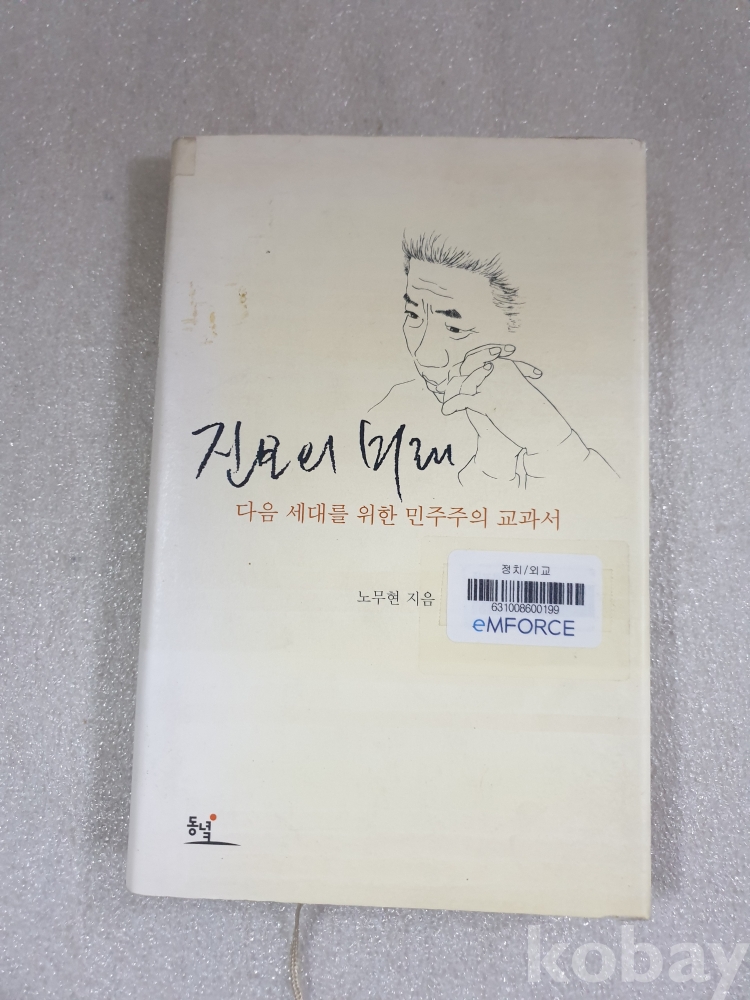 진보의 미래
다음 세대를 위한 민주주의 교과서
노무현 지음
정치/외교
631008600199
eMFORCE
동녘
kobay